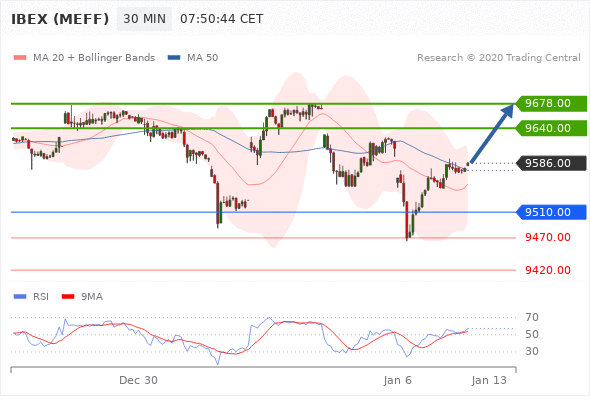 IBEX (MEFF) 30 MIN 07:50:44 CET
MA 20 + Bollinger Bands MA 50 Research © 2020 Trading Central
9678.00
9640.00
9586.00
9510.00
9470.00
9420.00
RSI 9MA
70
50
30
Dec 30 Jan 6 Jan 13